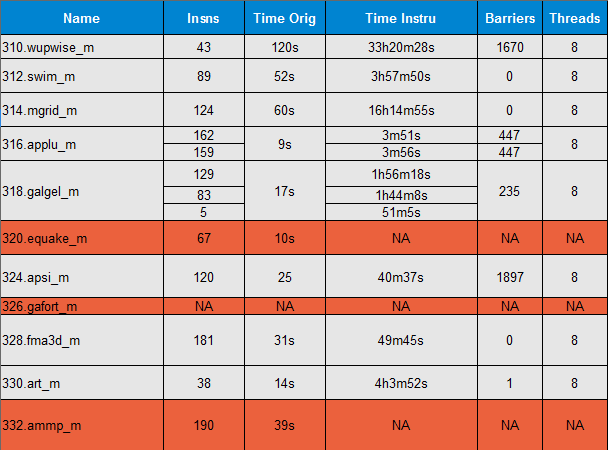 Name Insns Time Orig Time Instru Barriers Threads
310.wupwise_m 43 120s 33h20m28s 1670 8
312.swim_m 89 52s 3h57m50s 0 8
314.mgrid_m 124 60s 16h14m55s 0 8
316.applu_m 162 9s 3m51s 447 8
159 3m56s 447
318.galgel_m 129 17s 1h56m18s 235 8
83 1h44m8s
5 51m5s
320.equake_m 67 10s NA NA NA
324.apsi_m 120 25 40m37s 1897 8
326.gafort_m NA NA NA NA NA
328.fma3d_m 181 31s 49m45s 0 8
330.art_m 38 14s 4h3m52s 1 8
332.ammp_m 190 39s NA NA NA